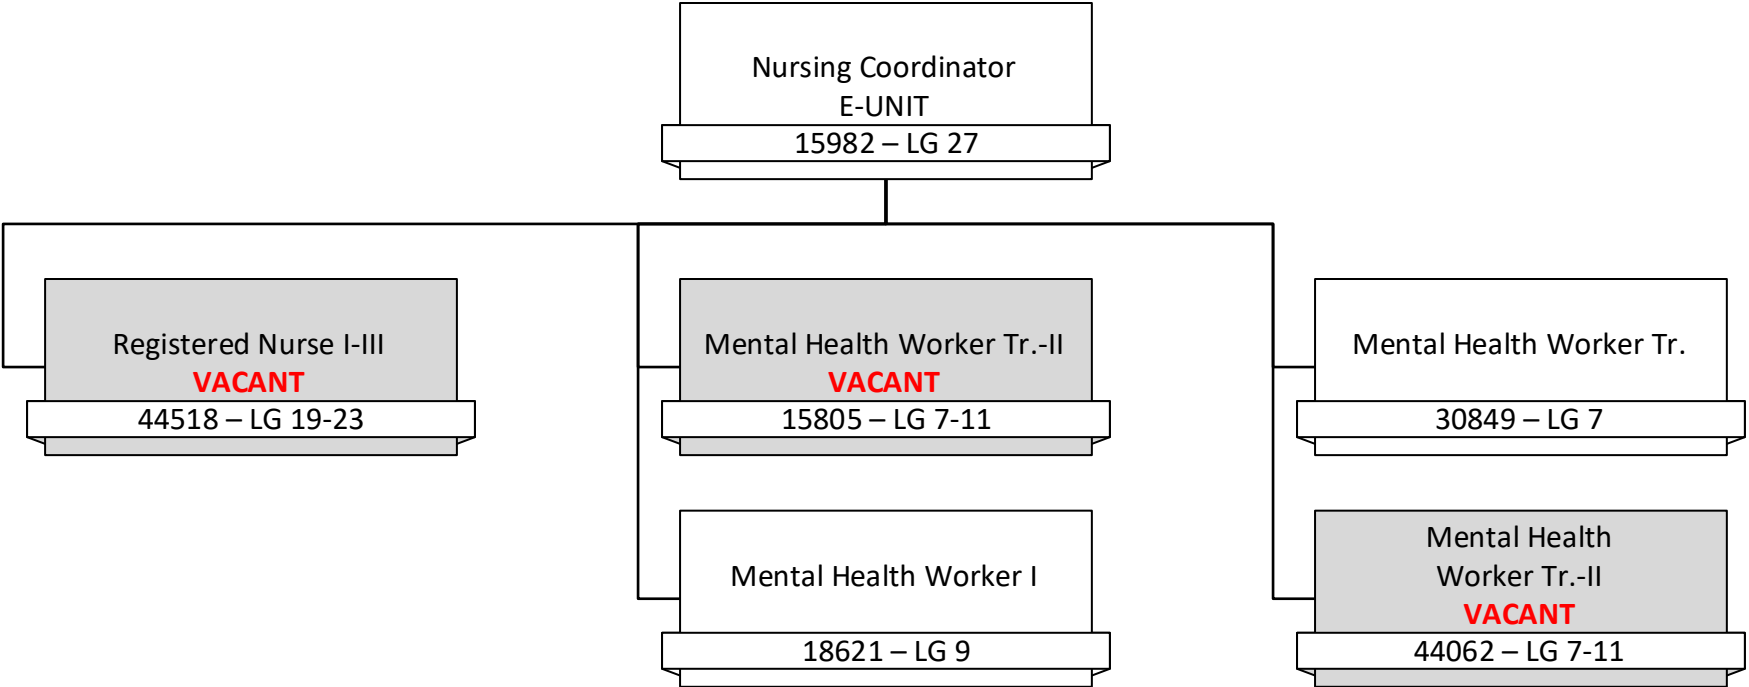 Nursing Coordinator
E-UNIT
15982 – LG 27
Registered Nurse I-III
VACANT
44518 – LG 19-23
Mental Health Worker Tr.-II
VACANT
15805 – LG 7-11
Mental Health Worker Tr.
30849 – LG 7
Mental Health Worker I
18621 – LG 9
Mental Health
Worker Tr.-II
VACANT
44062 – LG 7-11